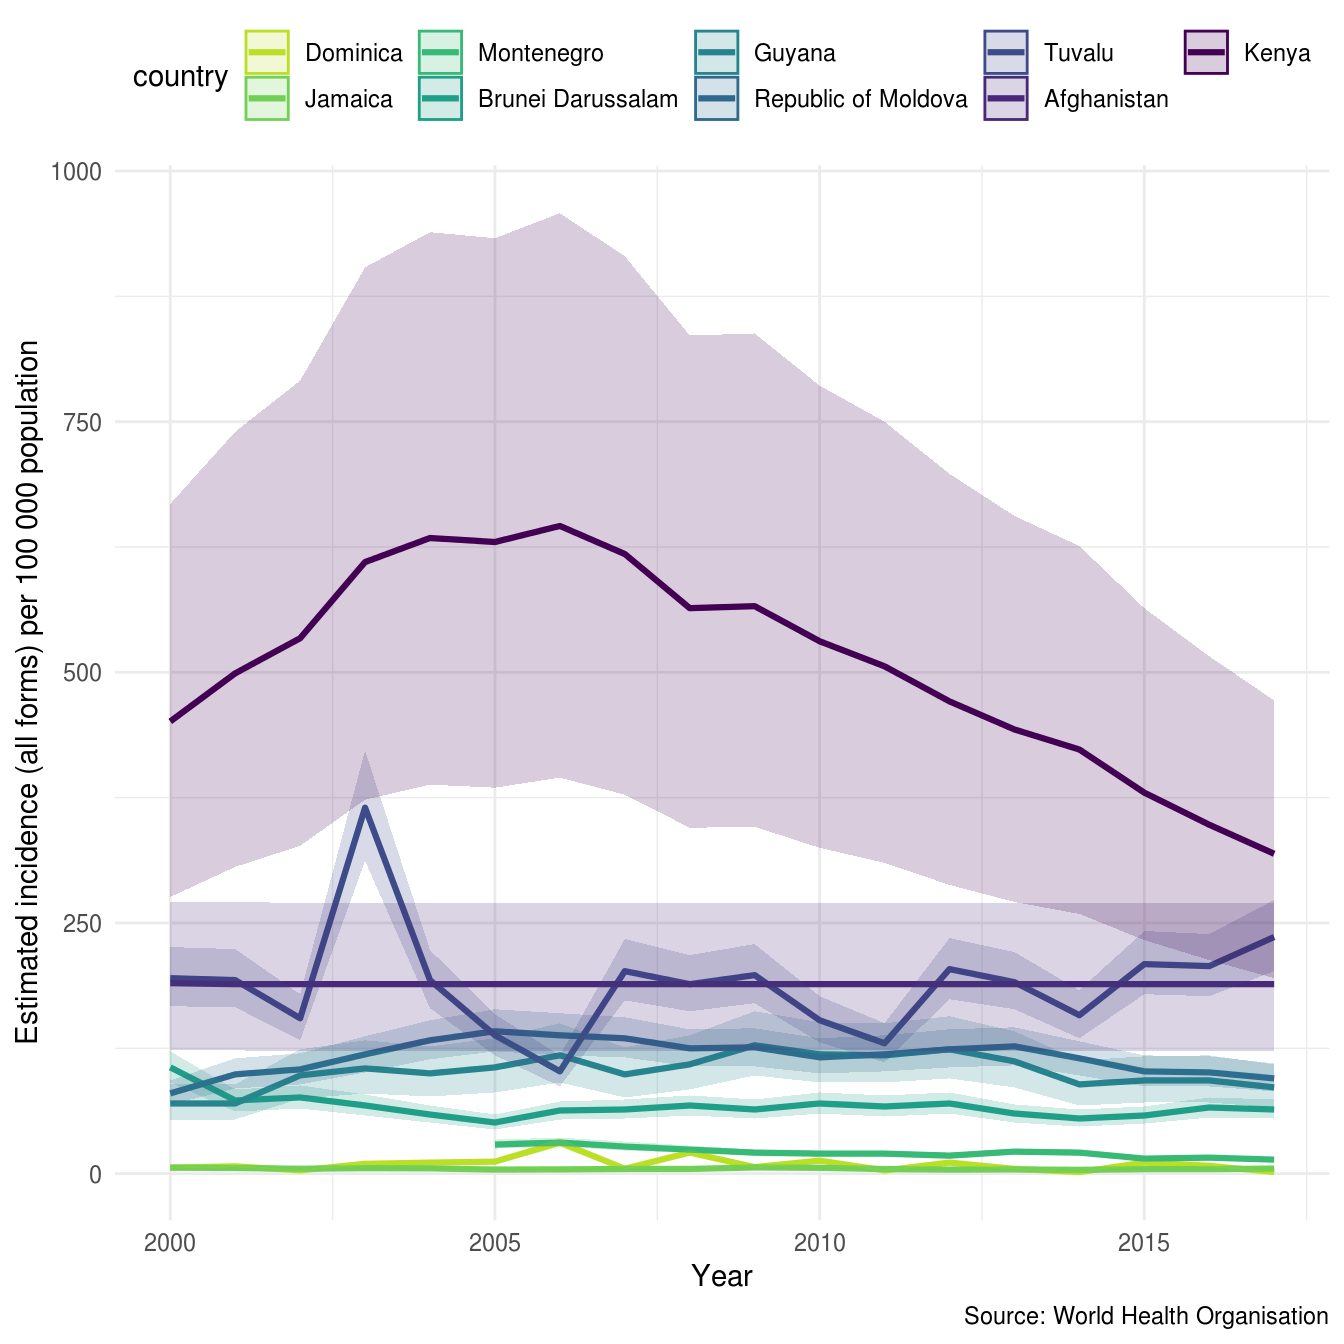 country
Dominica
Montenegro
Guyana
Tuvalu
Kenya
Jamaica
Brunei Darussalam
Republic of Moldova
Afghanistan
Estimated incidence (all forms) per 100 000 population
1000
750
500
250
0
2000
2005
2010
2015
Year
Source: World Health Organisation